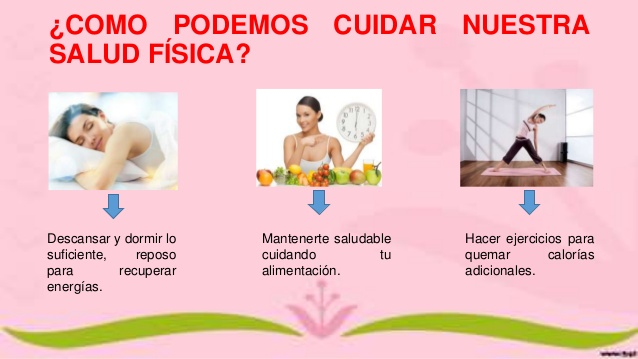 ¿COMO PODEMOS CUIDAR NUESTRA
SALUD FÍSICA?
Descansar y dormir lo
suficiente, reposo
para recuperar
energías.
Mantenerte saludable
cuidando tu
alimentación.
Hacer ejercicios para
quemar calorías
adicionales.